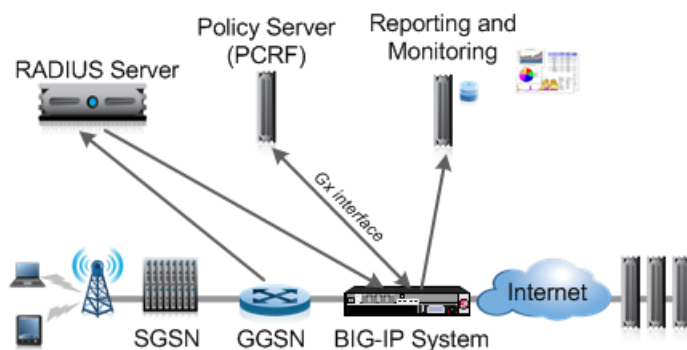 Policy Server
(PCRF)
Reporting and
Monitoring
RADIUS Server
Gx interface
Internet
SGSN
GGSN
BIG-IP System